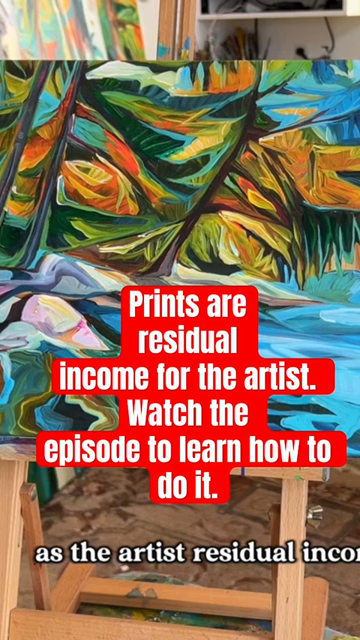 Prints are
residual
income for the artist.
Watch the
episode to learn how to
do it.
as the artist residual